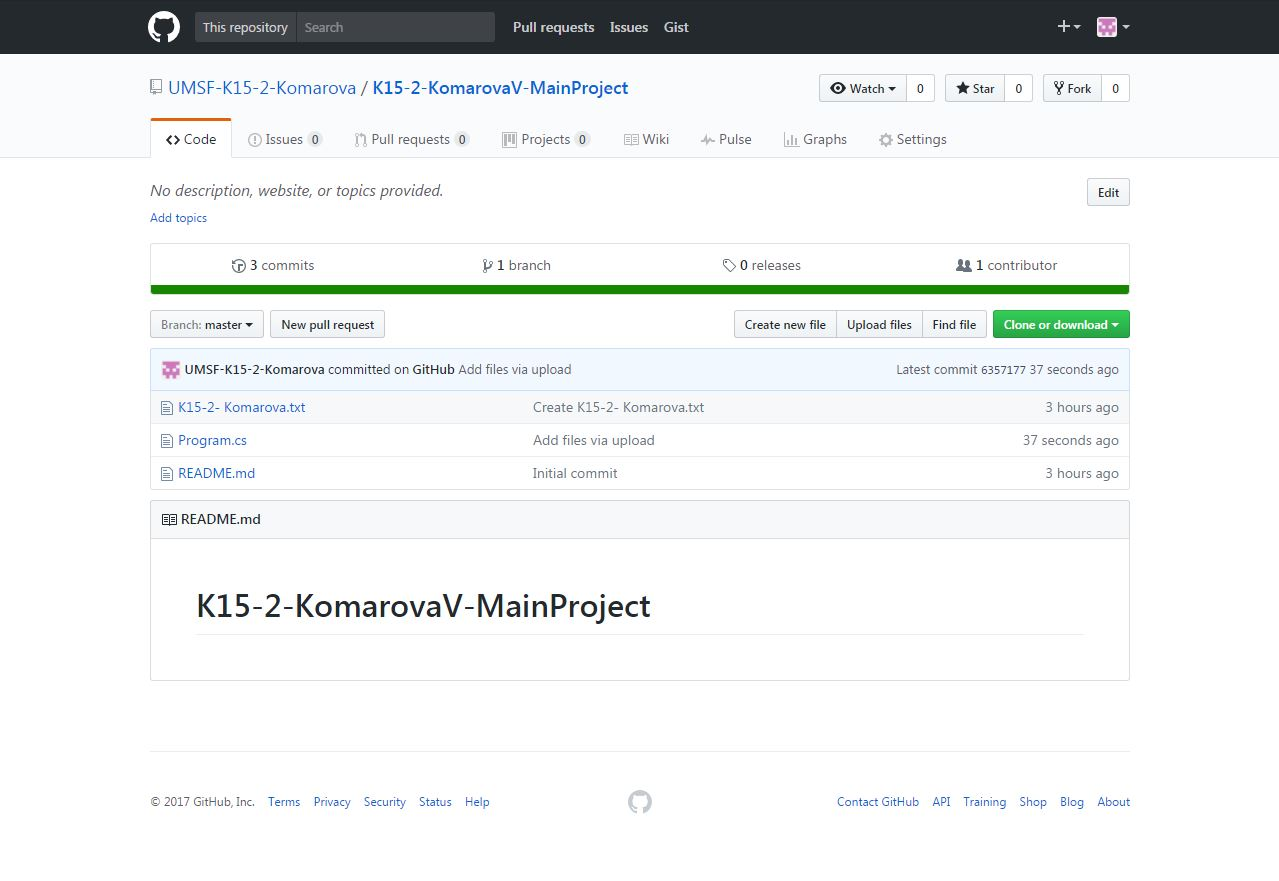 This repository Search Pull requests Issues Gist
UMSF-K15-2-Komarova / K15-2-KomarovaV-MainProject Watch 0 Star 0 Fork 0
Code Issues 0 Pull requests 0 Projects 0 Wiki Pulse Graphs Settings
No description, website, or topics provided. Edit
Add topics
3 commits 1 branch 0 releases 1 contributor
Branch: master New pull request Create new file Upload files Find file Clone or download
UMSF-K15-2-Komarova committed on GitHub Add files via upload Latest commit 6357177 37 seconds ago
K15-2- Komarova.txt Create K15-2- Komarova.txt 3 hours ago
Program.cs Add files via upload 37 seconds ago
README.md Initial commit 3 hours ago
README.md
K15-2-KomarovaV-MainProject
© 2017 GitHub, Inc. Terms Privacy Security Status Help Contact GitHub API Training Shop Blog About